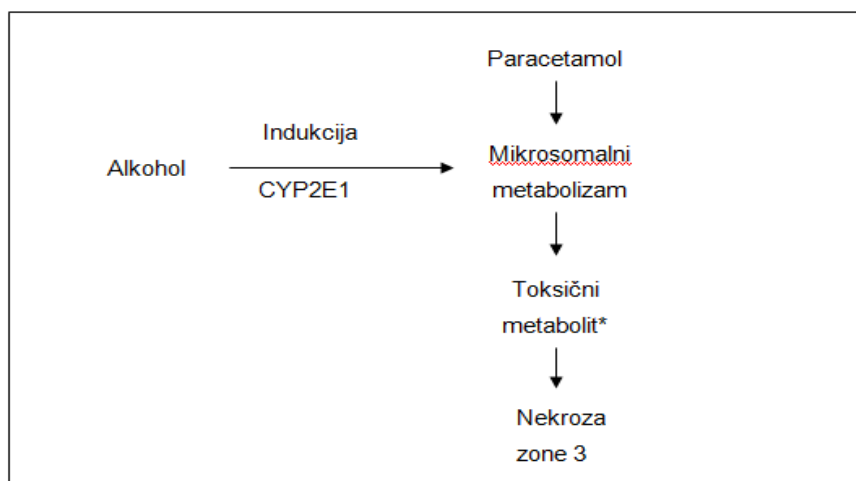 Paracetamol
Indukcija
Alkohol
CYP2E1
Mikrosomalni
metabolizam
Toksični
metabolit*
Nekroza
zone 3